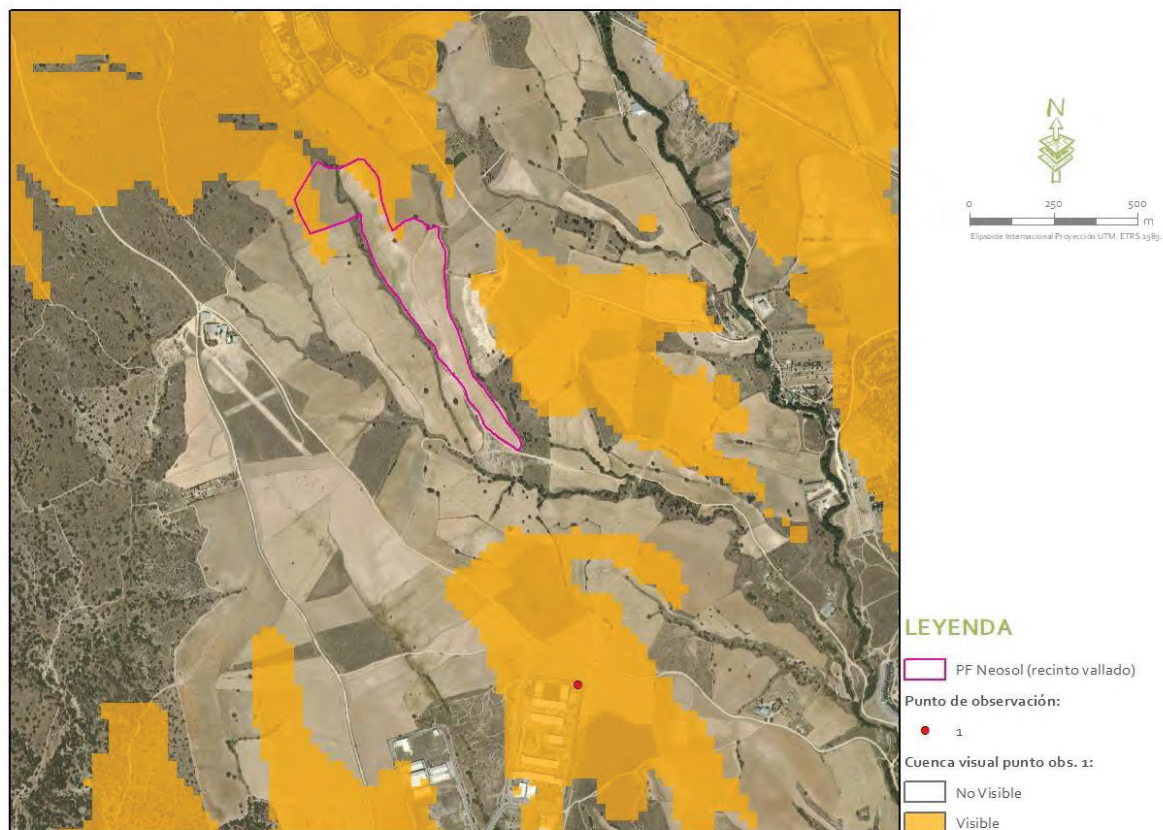 N
0 250 500
m
Elipsoide Internacional Proyección UTM. ETRS 1989.
LEYENDA
PF Neosol (recinto vallado)
Punto de observación:
1
Cuenca visual punto obs. 1:
No Visible
Visible